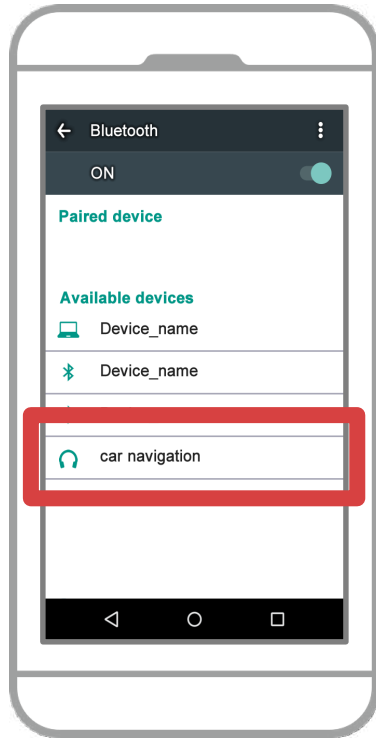 Bluetooth
ON
Paired device
Available devices
Device_name
Device_name
car navigation